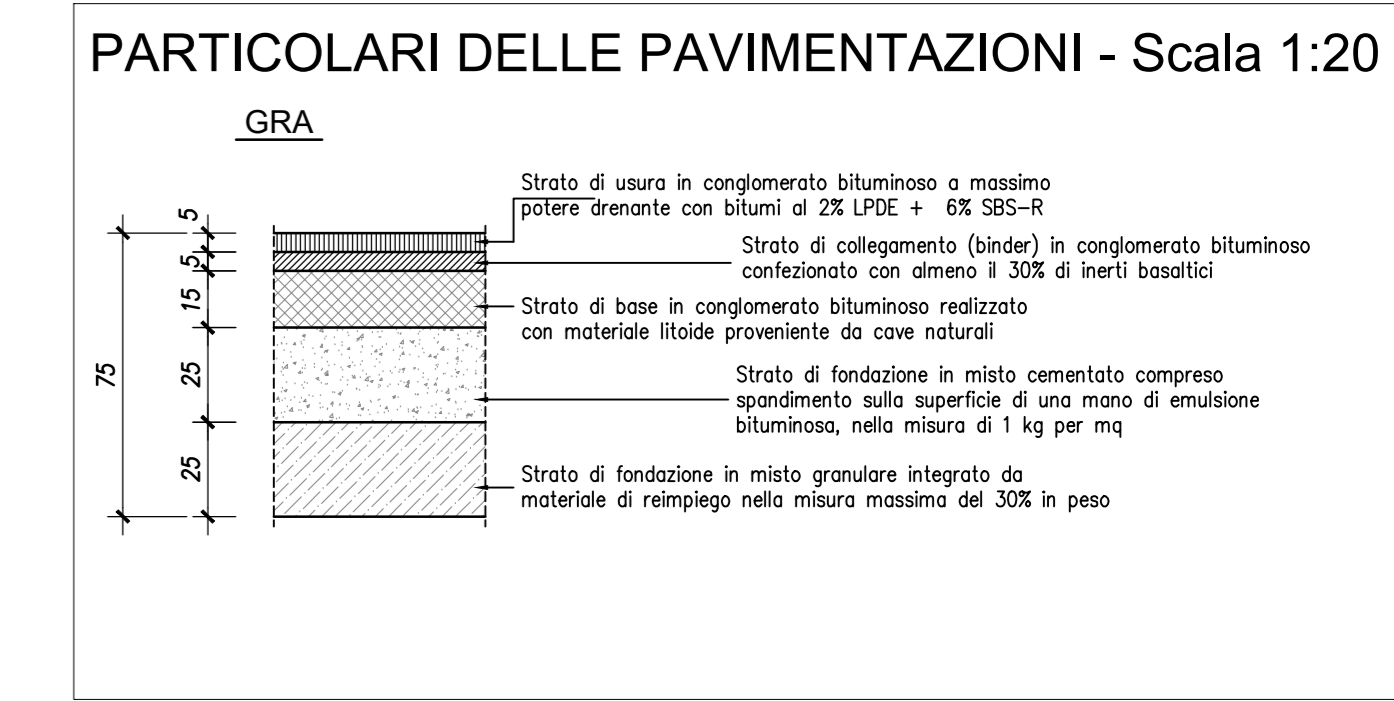 PARTICOLARI DELLE PAVIMENTAZIONI - Scala 1:20
GRA
Strato di usura in conglomerato bituminoso a massimo
potere drenante con bitumi al 2% LPDE + 6% SBS-R
Strato di collegamento (binder) in conglomerato bituminoso
confezionato con almeno il 30% di inerti basaltici
Strato di base in conglomerato bituminoso realizzato
con materiale litoide proveniente da cave naturali
Strato di fondazione in misto cementato compreso
spandimento sulla superficie di una mano di emulsione
bituminosa, nella misura di 1 kg per mq
Strato di fondazione in misto granulare integrato da
materiale di reimpiego nella misura massima del 30% in peso
5
5
15
25
25
75